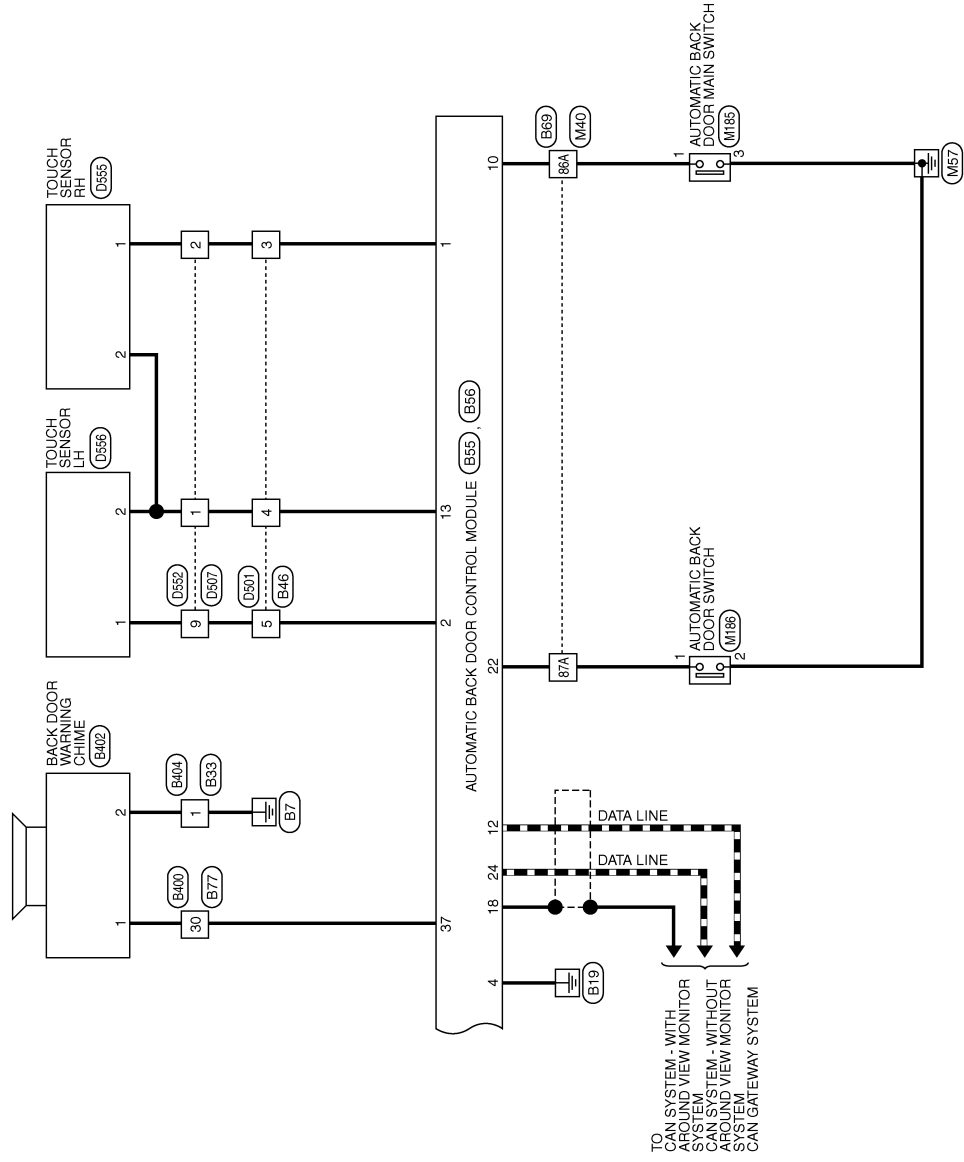 BACK DOOR
WARNING
CHIME
B402
1
2
30
B400
B77
1
B404
B33
B7
TOUCH
SENSOR
LH
D556
1
2
9
D552
D507
1
5
D501
B46
4
TOUCH
SENSOR
RH
D555
2
1
2
3
37
2
13
1
AUTOMATIC BACK DOOR CONTROL MODULE
B55 , B56
4
18
24
12
22
10
B19
DATA LINE
DATA LINE
TO
CAN SYSTEM - WITH
AROUND VIEW MONITOR
SYSTEM
CAN SYSTEM - WITHOUT
AROUND VIEW MONITOR
SYSTEM
CAN GATEWAY SYSTEM
87A
86A
B69
M40
1
2
AUTOMATIC BACK
DOOR SWITCH
M186
1
3
AUTOMATIC BACK
DOOR MAIN SWITCH
M185
M57